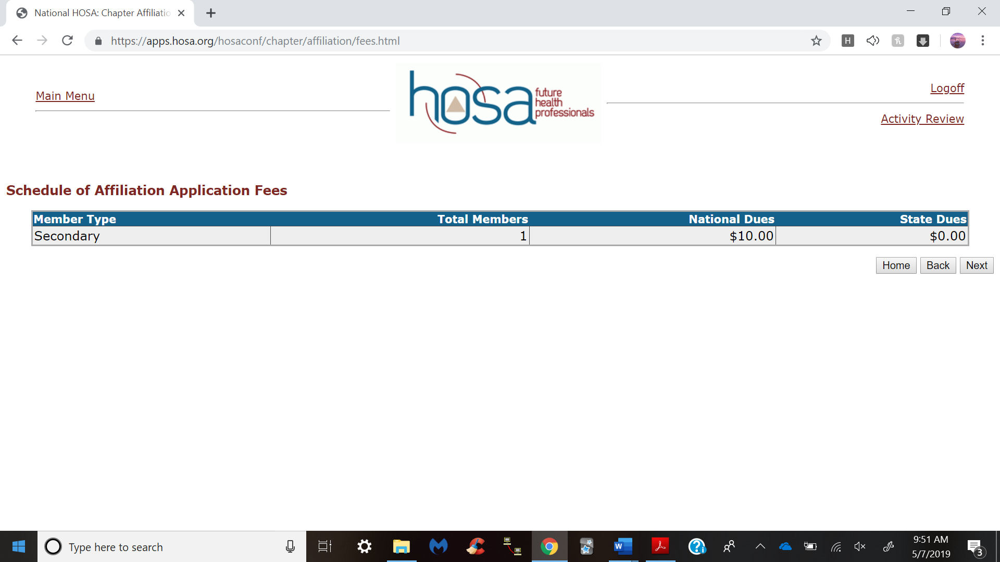 National HOSA: Chapter Affiliatio
https://apps.hosa.org/hosaconf/chapter/affiliation/fees.html
Main Menu
hosa
future
health
professionals
Logoff
Activity Review
Schedule of Affiliation Application Fees
Member Type Total Members National Dues State Dues
Secondary 1 $10.00 $0.00
Home Back Next
Type here to search
9:51 AM
5/7/2019
3